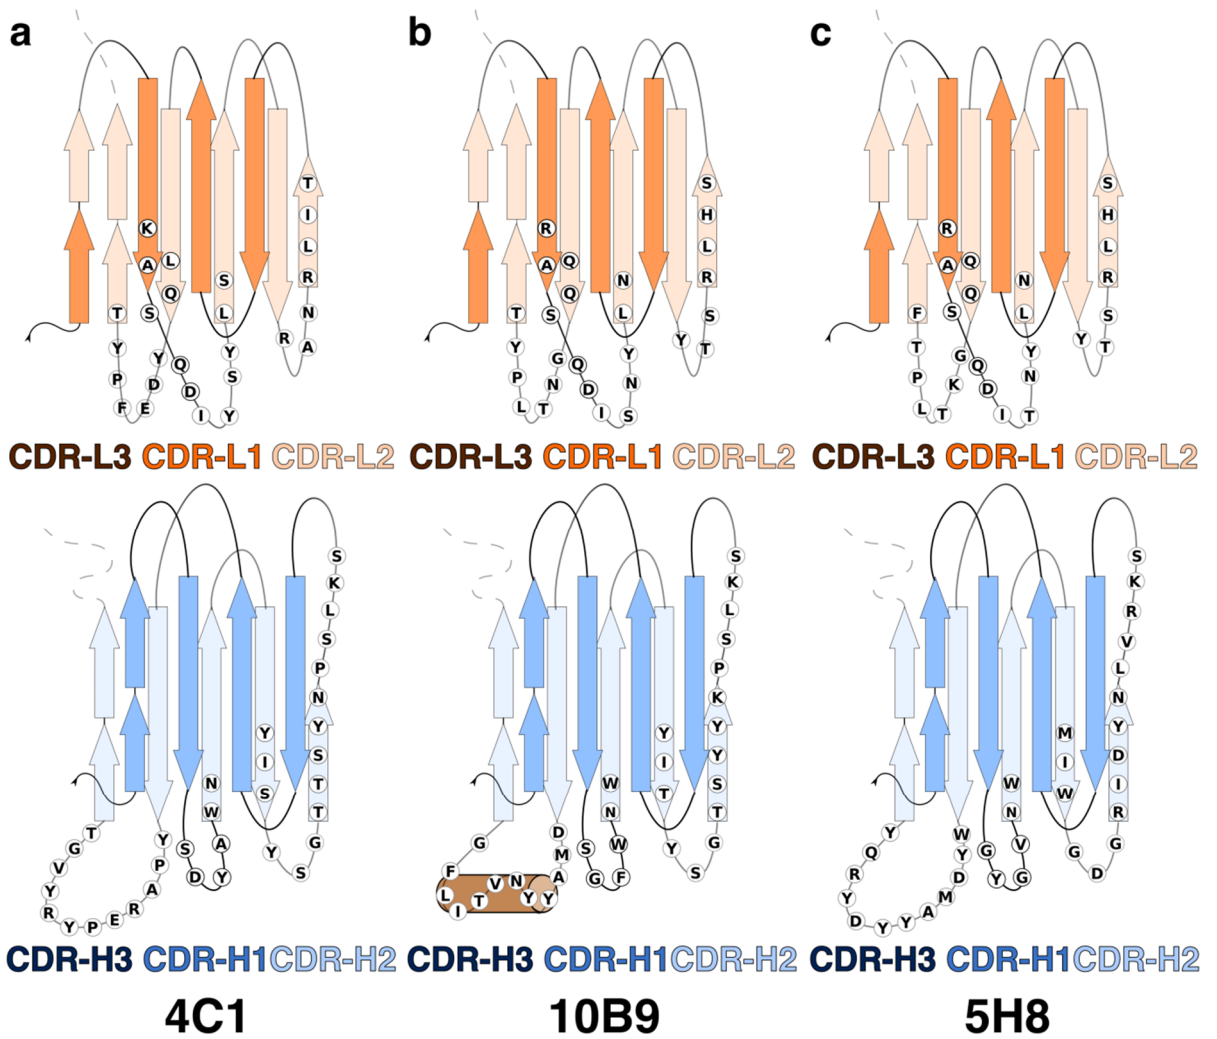 a
b
c
K A S Q D I Y S Y L S
L Q Y D E F P Y T
R A N R L I T
R A S Q D I S N Y L N
Q Q G N T L P Y T
Y T S R L H S
R A S Q D I T N Y L N
Q Q G K T L P T F
Y T S R L H S
CDR-L3 CDR-L1 CDR-L2
CDR-L3 CDR-L1 CDR-L2
CDR-L3 CDR-L1 CDR-L2
S D Y A W N
Y I S Y S G T T S Y N P S L K S
Y P A R E P Y R Y V G T
S G F W N W
Y I T Y S G T S Y Y K P S L K S
D M A Y Y N V T I L F G
G Y G V N W
M I W G D G R I D Y N L V R K S
W Y D M A Y Y D Y R Q Y
CDR-H3 CDR-H1 CDR-H2
CDR-H3 CDR-H1 CDR-H2
CDR-H3 CDR-H1 CDR-H2
4C1
10B9
5H8